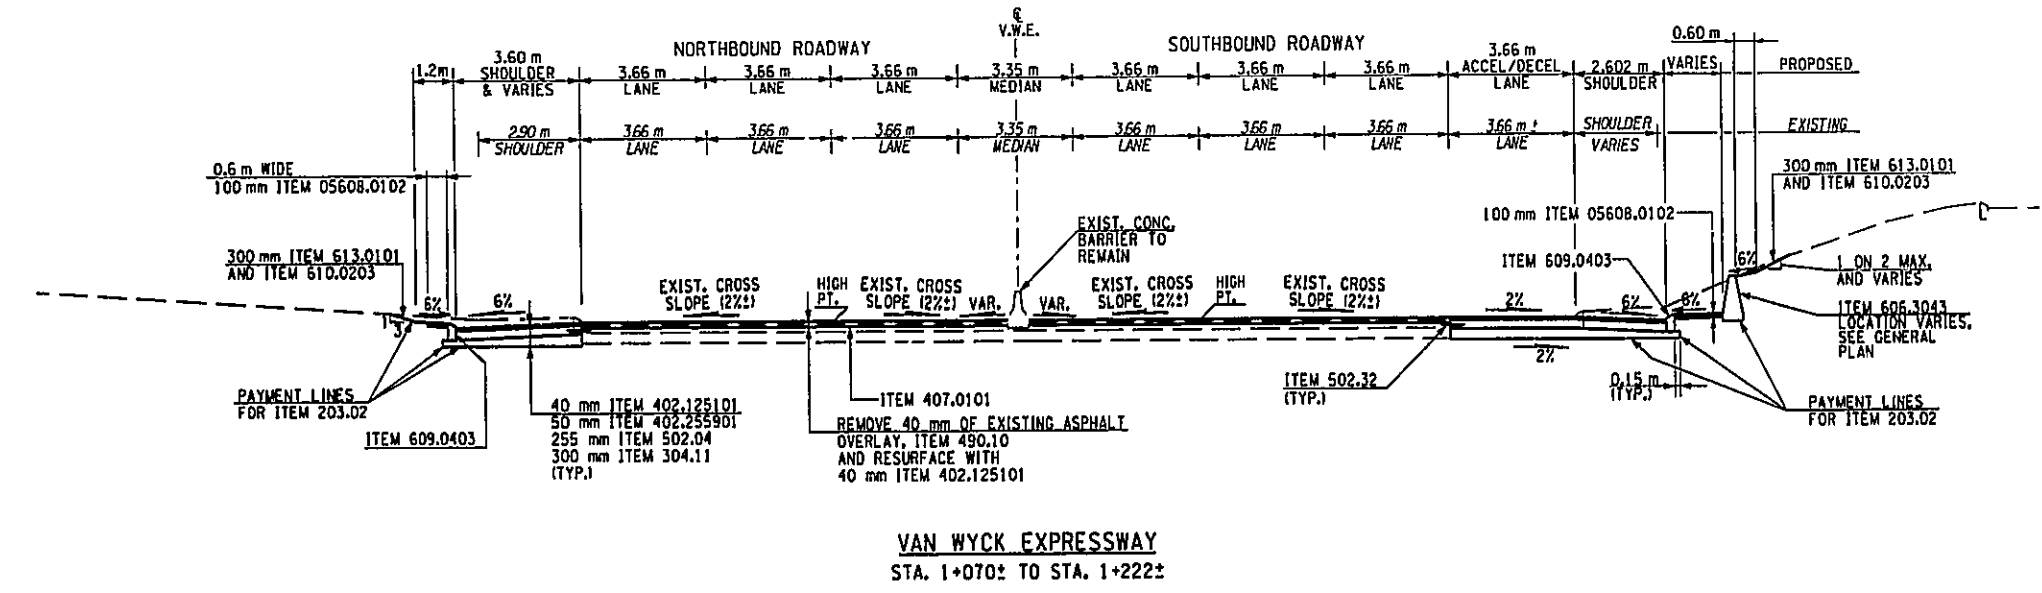 ℄
V.W.E.
NORTHBOUND ROADWAY
SOUTHBOUND ROADWAY
1.2m
3.60 m
SHOULDER
& VARIES
3.66 m
LANE
3.66 m
LANE
3.66 m
LANE
3.35 m
MEDIAN
3.66 m
LANE
3.66 m
LANE
3.66 m
LANE
3.66 m
ACCEL/DECEL
LANE
2.602 m
SHOULDER
VARIES
0.60 m
PROPOSED
2.90 m
SHOULDER
3.66 m
LANE
3.66 m
LANE
3.66 m
LANE
3.35 m
MEDIAN
3.66 m
LANE
3.66 m
LANE
3.66 m
LANE
3.66 m ±
LANE
SHOULDER
VARIES
EXISTING
0.6 m WIDE
100 mm ITEM 05608.0102
300 mm ITEM 613.0101
AND ITEM 610.0203
100 mm ITEM 05608.0102
EXIST. CONC.
BARRIER TO
REMAIN
ITEM 609.0403
300 mm ITEM 613.0101
AND ITEM 610.0203
6%
1 ON 2 MAX.
AND VARIES
6%
6%
EXIST. CROSS
SLOPE (2%±)
HIGH
PT.
EXIST. CROSS
SLOPE (2%±)
VAR.
VAR.
EXIST. CROSS
SLOPE (2%±)
HIGH
PT.
EXIST. CROSS
SLOPE (2%±)
2%
6%
6%
ITEM 606.3043
LOCATION VARIES.
SEE GENERAL
PLAN
1
3
2%
PAYMENT LINES
FOR ITEM 203.02
ITEM 609.0403
40 mm ITEM 402.125101
50 mm ITEM 402.255901
255 mm ITEM 502.04
300 mm ITEM 304.11
(TYP.)
ITEM 407.0101
REMOVE 40 mm OF EXISTING ASPHALT
OVERLAY, ITEM 490.10
AND RESURFACE WITH
40 mm ITEM 402.125101
ITEM 502.32
(TYP.)
0.15 m
(TYP.)
PAYMENT LINES
FOR ITEM 203.02
VAN WYCK EXPRESSWAY
STA. 1+070± TO STA. 1+222±